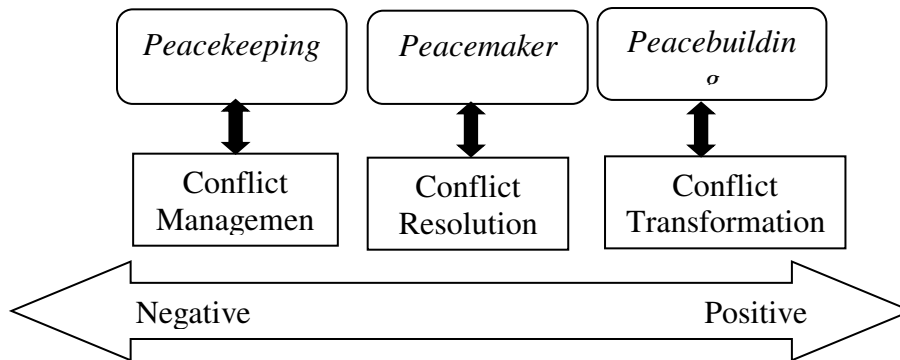 Peacekeeping
Peacemaker
Peacebuildin
g
Conflict
Managemen
Conflict
Resolution
Conflict
Transformation
Negative
Positive